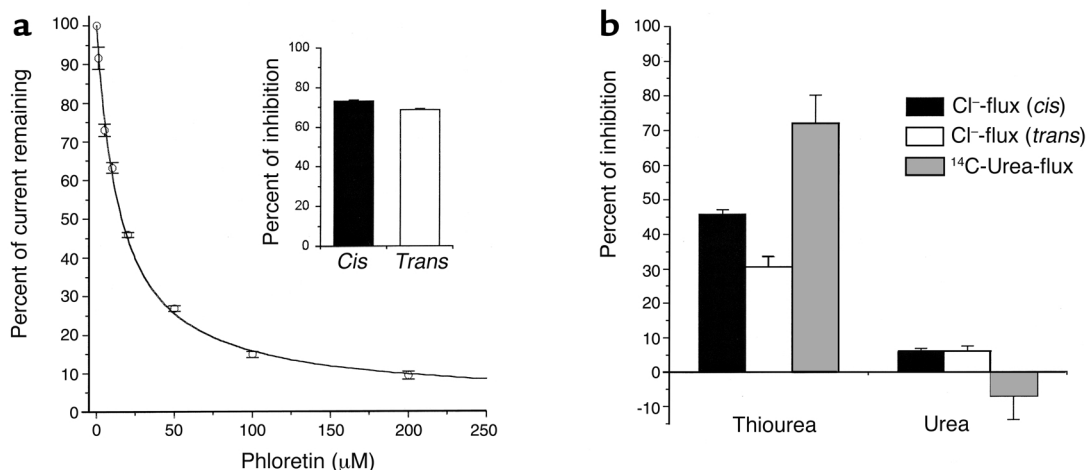 a
Percent of current remaining
100
90
80
70
60
50
40
30
20
10
0
0 50 100 150 200 250
Phloretin (μM)
Percent of inhibition
100
80
60
40
20
0
Cis Trans
b
Percent of inhibition
100
90
80
70
60
50
40
30
20
10
0
-10
Thiourea Urea
Cl⁻-flux (cis)
Cl⁻-flux (trans)
¹⁴C-Urea-flux